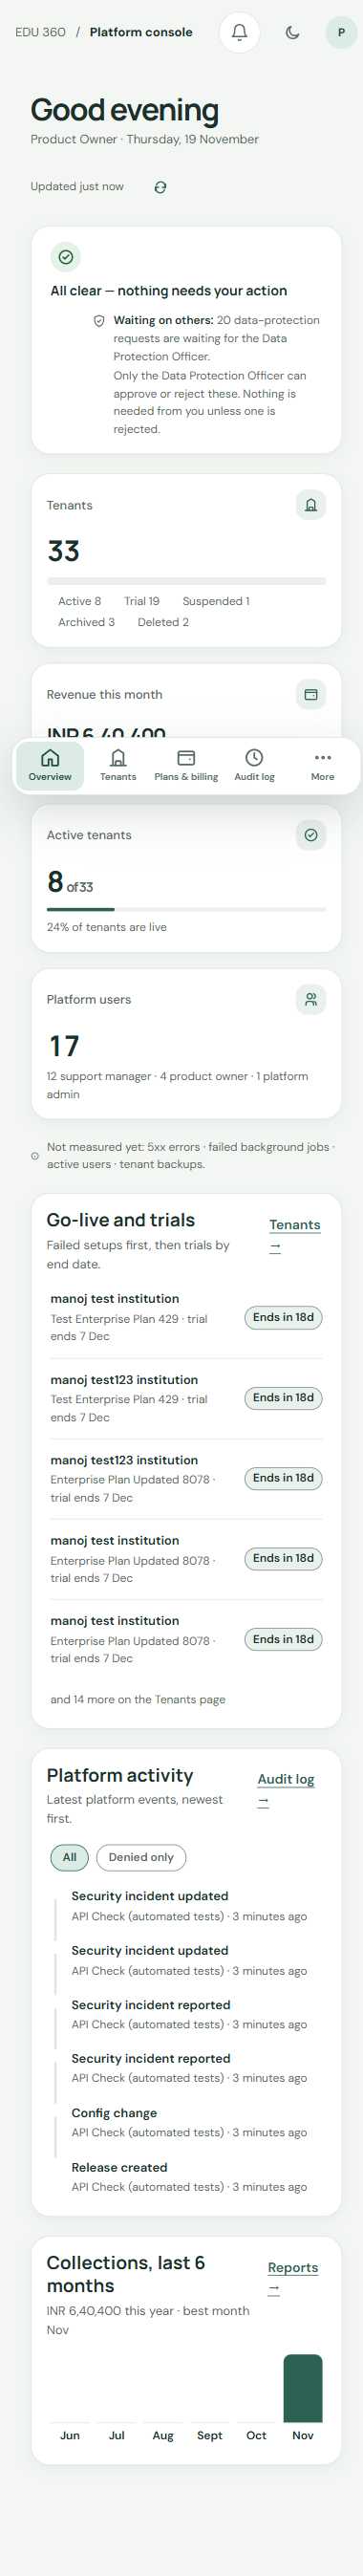 EDU 360 / Platform console
P
Good evening
Product Owner · Thursday, 19 November
Updated just now
All clear — nothing needs your action
Waiting on others: 20 data-protection
requests are waiting for the Data
Protection Officer.
Only the Data Protection Officer can
approve or reject these. Nothing is
needed from you unless one is
rejected.
Tenants
33
Active 8 Trial 19 Suspended 1
Archived 3 Deleted 2
Revenue this month
INR 6,40,400
Overview Tenants Plans & billing Audit log More
Active tenants
8 of 33
24% of tenants are live
Platform users
17
12 support manager · 4 product owner · 1 platform
admin
Not measured yet: 5xx errors · failed background jobs ·
active users · tenant backups.
Go-live and trials
Tenants →
Failed setups first, then trials by
end date.
manoj test institution
Test Enterprise Plan 429 · trial
ends 7 Dec
Ends in 18d
manoj test123 institution
Test Enterprise Plan 429 · trial
ends 7 Dec
Ends in 18d
manoj test123 institution
Enterprise Plan Updated 8078 ·
trial ends 7 Dec
Ends in 18d
manoj test institution
Enterprise Plan Updated 8078 ·
trial ends 7 Dec
Ends in 18d
manoj test institution
Enterprise Plan Updated 8078 ·
trial ends 7 Dec
Ends in 18d
and 14 more on the Tenants page
Platform activity
Audit log →
Latest platform events, newest
first.
All Denied only
Security incident updated
API Check (automated tests) · 3 minutes ago
Security incident updated
API Check (automated tests) · 3 minutes ago
Security incident reported
API Check (automated tests) · 3 minutes ago
Security incident reported
API Check (automated tests) · 3 minutes ago
Config change
API Check (automated tests) · 3 minutes ago
Release created
API Check (automated tests) · 3 minutes ago
Collections, last 6
months
Reports →
INR 6,40,400 this year · best month
Nov
Jun Jul Aug Sept Oct Nov